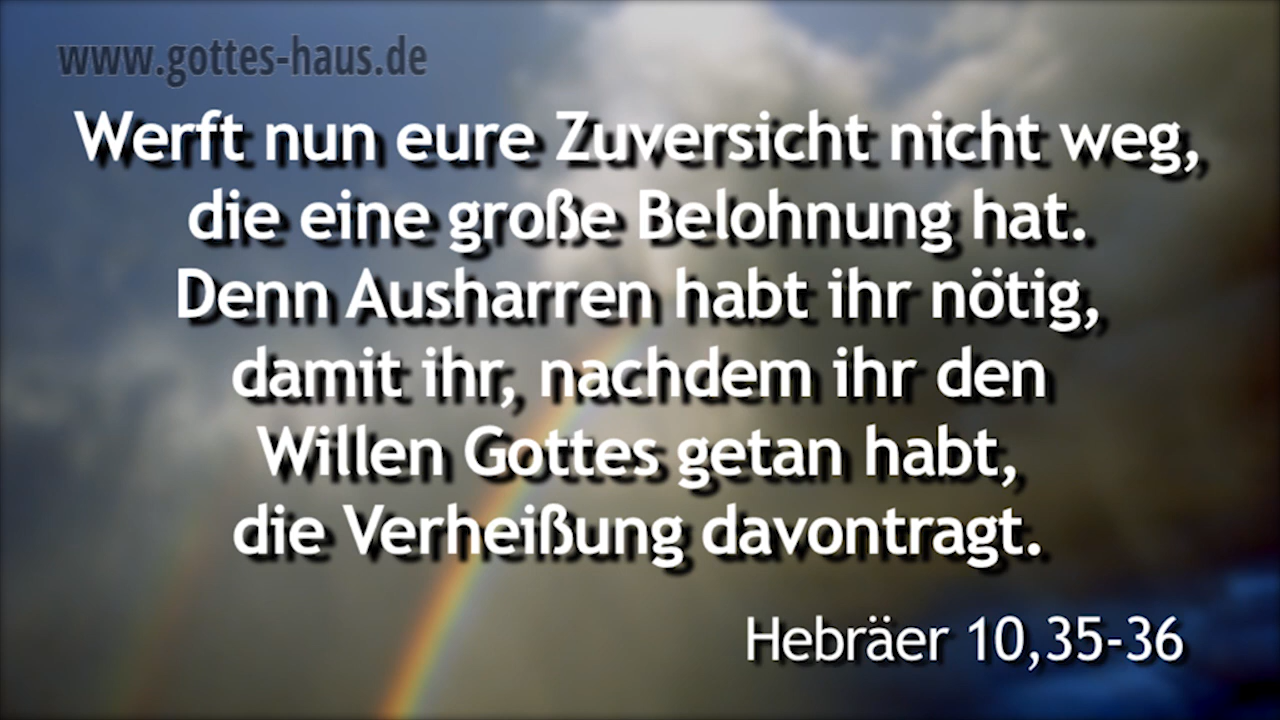 www.gottes-haus.de
Werft nun eure Zuversicht nicht weg,
die eine große Belohnung hat.
Denn Ausharren habt ihr nötig,
damit ihr, nachdem ihr den
Willen Gottes getan habt,
die Verheißung davontragt.
Hebräer 10,35-36